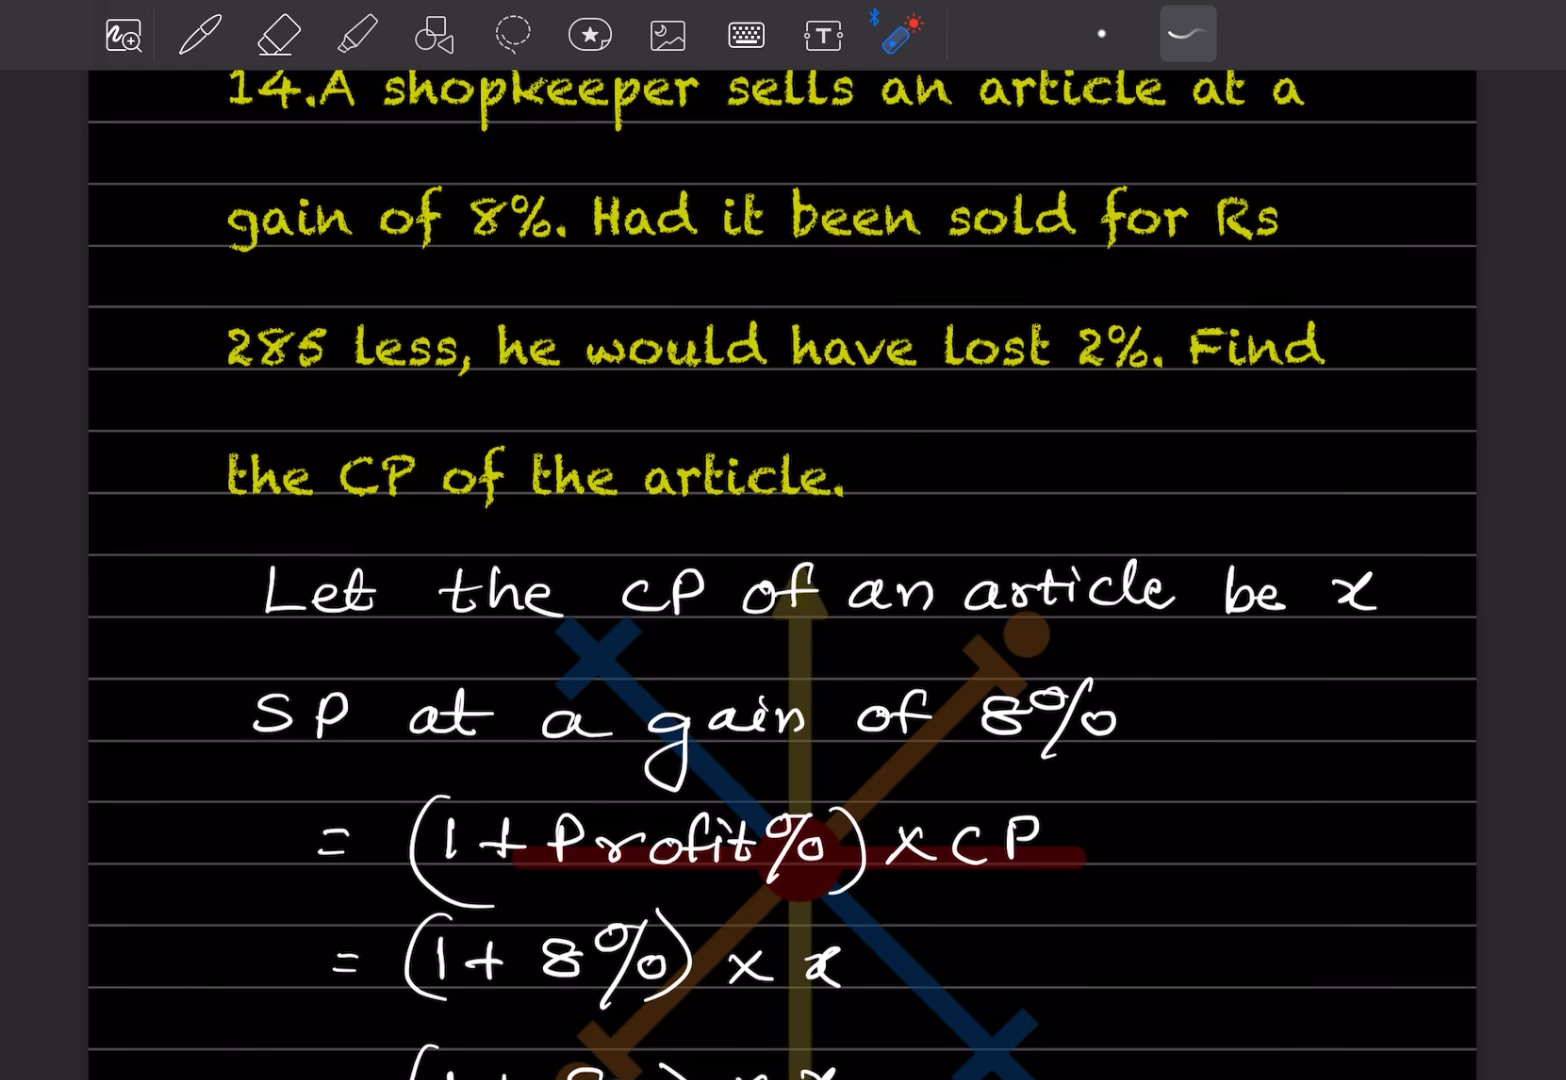 14.A shopkeeper sells an article at a
gain of 8%. Had it been sold for Rs
285 less, he would have lost 2%. Find
the CP of the article.
Let the CP of an article be x
SP at a gain of 8%
= (1 + Profit%) × CP
= (1 + 8%) × x